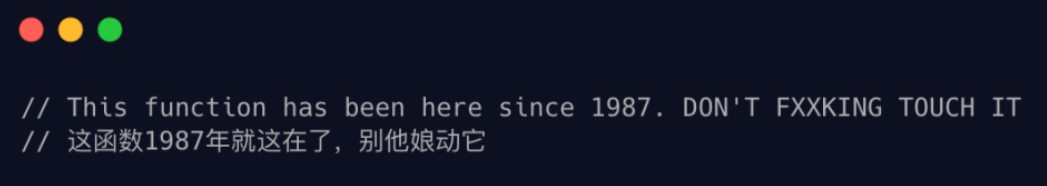 // This function has been here since 1987. DON'T FXXKING TOUCH IT
// 这函数1987年就这在了，别他娘动它